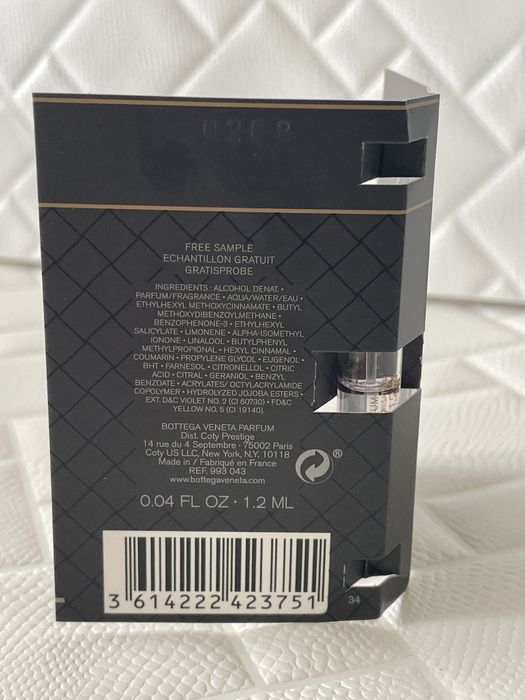 FREE SAMPLE
ECHANTILLON GRATUIT
GRATISPROBE
INGREDIENTS: ALCOHOL DENAT. •
PARFUM/FRAGRANCE • AQUA/WATER/EAU •
ETHYLHEXYL METHOXYCINNAMATE • BUTYL
METHOXYDIBENZOYLMETHANE •
BENZOPHENONE-3 • ETHYLHEXYL
SALICYLATE • LIMONENE • ALPHA-ISOMETHYL
IONONE • LINALOOL • BUTYLPHENYL
METHYLPROPIONAL • HEXYL CINNAMAL •
COUMARIN • PROPYLENE GLYCOL • EUGENOL •
BHT • FARNESOL • CITRONELLOL • CITRIC
ACID • CITRAL • GERANIOL • BENZYL
BENZOATE • ACRYLATES/ OCTYLACRYLAMIDE
COPOLYMER • HYDROLYZED JOJOBA ESTERS •
EXT. D&C VIOLET NO. 2 (CI 60730) • FD&C
YELLOW NO. 5 (CI 19140).
BOTTEGA VENETA PARFUM
Dist. Coty Prestige
14 rue du 4 Septembre · 75002 Paris
Coty US LLC, New York, N.Y. 10118
Made in / Fabriqué en France
REF. 993 043
www.bottegaveneta.com
®
0.04 FL OZ · 1.2 ML
3 614222 423751
34